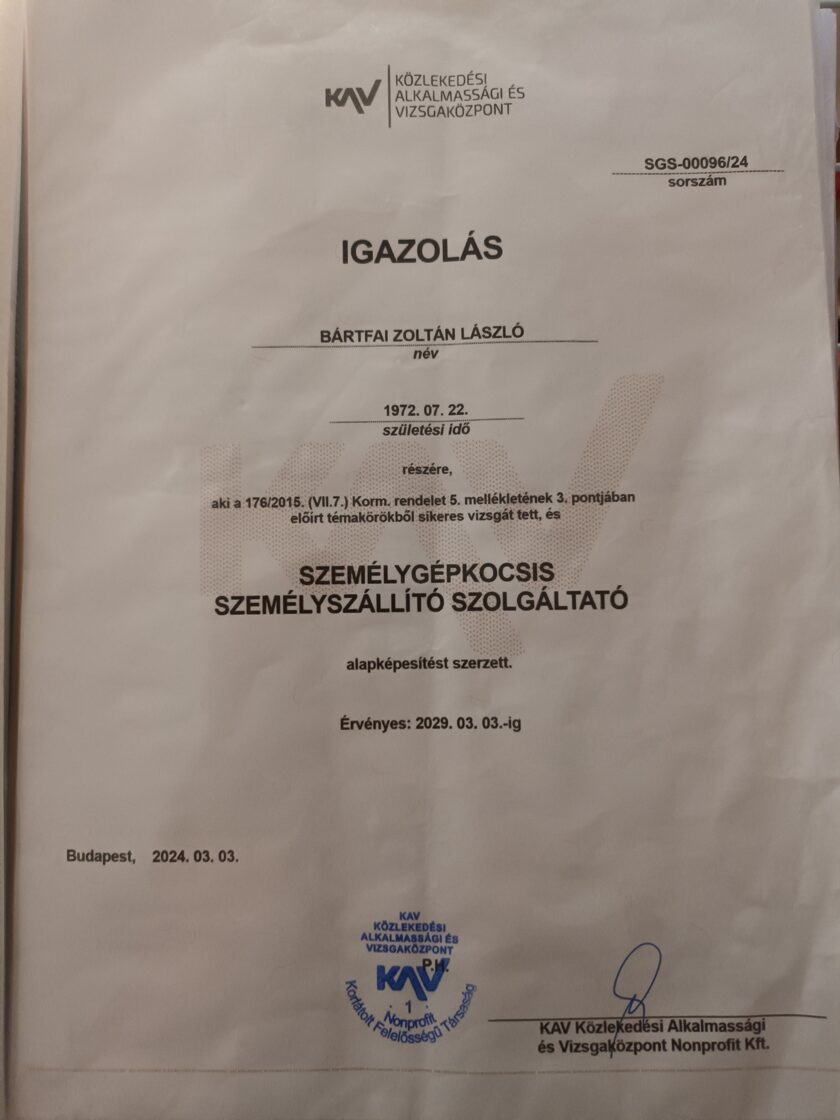 KAV
KÖZLEKEDÉSI
ALKALMASSÁGI ÉS
VIZSGAKÖZPONT
SGS-00096/24
sorszám
IGAZOLÁS
BÁRTFAI ZOLTÁN LÁSZLÓ
név
1972. 07. 22.
születési idő
részére,
aki a 176/2015. (VII.7.) Korm. rendelet 5. mellékletének 3. pontjában
előirt témakörökből sikeres vizsgát tett, és
SZEMÉLYGÉPKOCSIS
SZEMÉLYSZÁLLÍTÓ SZOLGÁLTATÓ
alapképesítést szerzett.
Érvényes: 2029. 03. 03.-ig
Budapest, 2024. 03. 03.
KAV
KÖZLEKEDÉSI
ALKALMASSÁGI ÉS
VIZSGAKÖZPONT
P.H.
KAV
· 1 ·
Nonprofit
Korlátolt Felelősségű Társaság
KAV Közlekedési Alkalmassági
és Vizsgaközpont Nonprofit Kft.